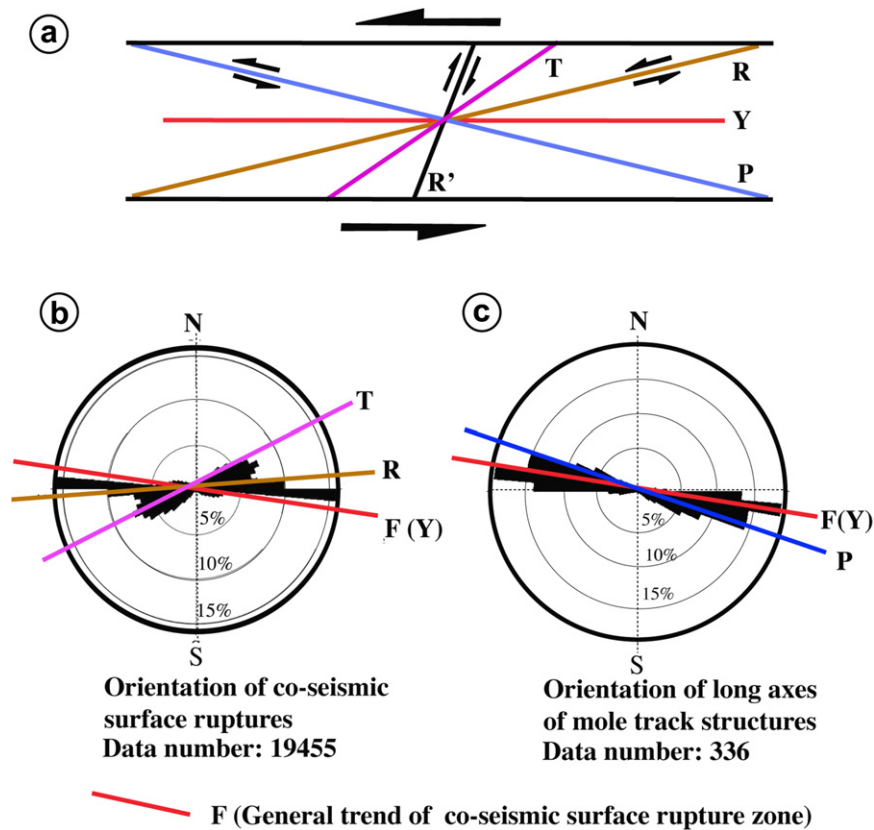 a
T
R
Y
P
R’
b
N
T
R
F (Y)
5%
10%
15%
S
Orientation of co-seismic
surface ruptures
Data number: 19455
c
N
F(Y)
P
5%
10%
15%
S
Orientation of long axes
of mole track structures
Data number: 336
F (General trend of co-seismic surface rupture zone)